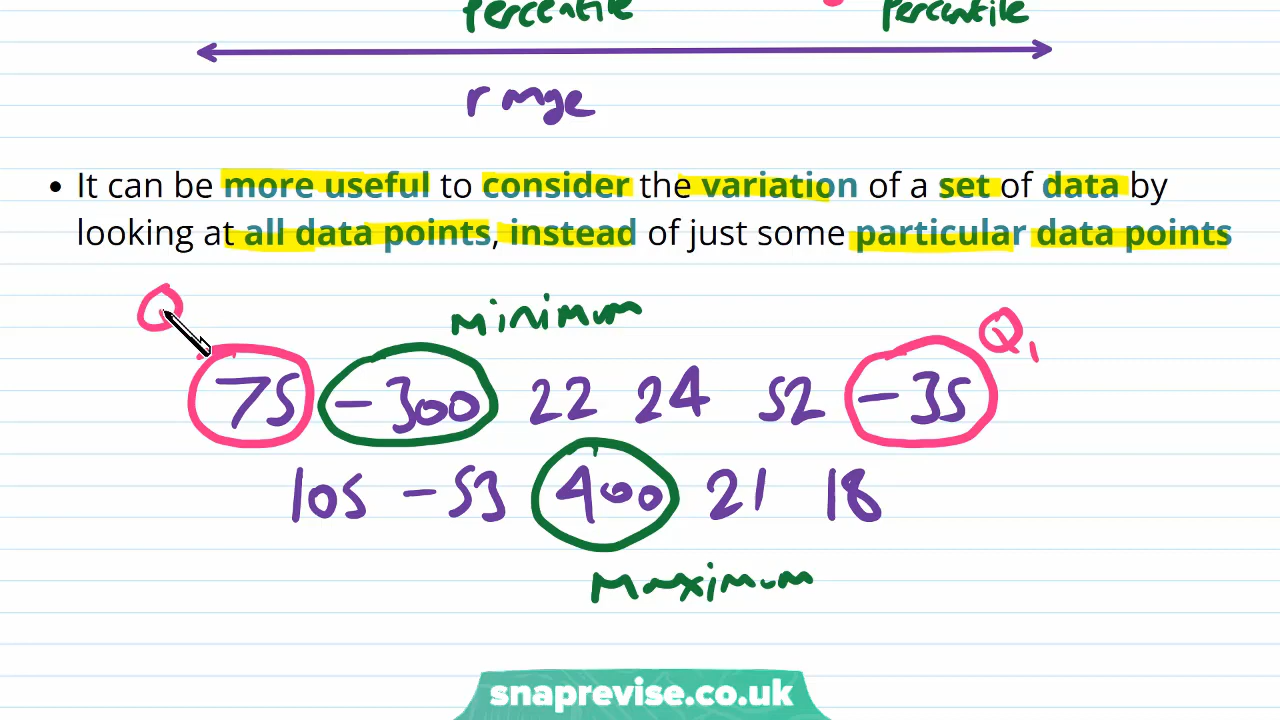 percentile percentile
range
• It can be more useful to consider the variation of a set of data by
looking at all data points, instead of just some particular data points
minimum
Q1
75 -300 22 24 52 -35
105 -53 400 21 18
maximum
snaprevise.co.uk